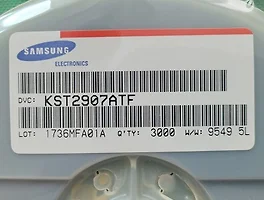 SAMSUNG
ELECTRONICS
DVC: KST2907ATF
LOT: 1736MFA01A Q'TY: 3000 W/W: 9549 5L